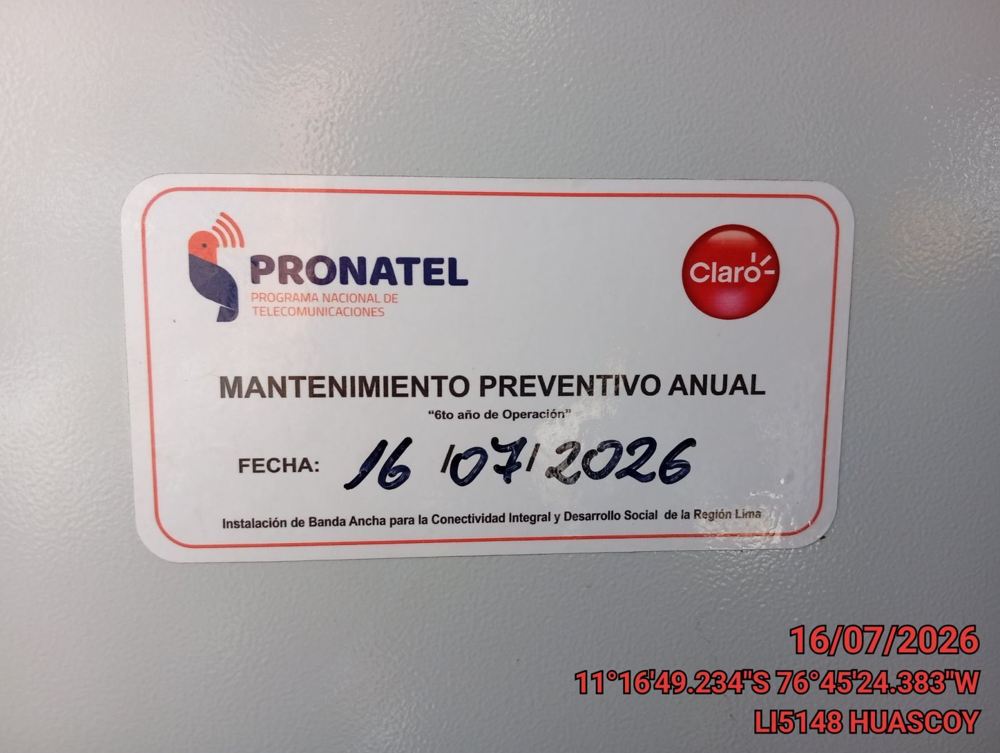 PRONATEL
PROGRAMA NACIONAL DE
TELECOMUNICACIONES
Claro
MANTENIMIENTO PREVENTIVO ANUAL
“6to año de Operación”
FECHA: 16/07/2026
Instalación de Banda Ancha para la Conectividad Integral y Desarrollo Social de la Región Lima
16/07/2026
11°16'49.234"S 76°45'24.383"W
LI5148 HUASCOY